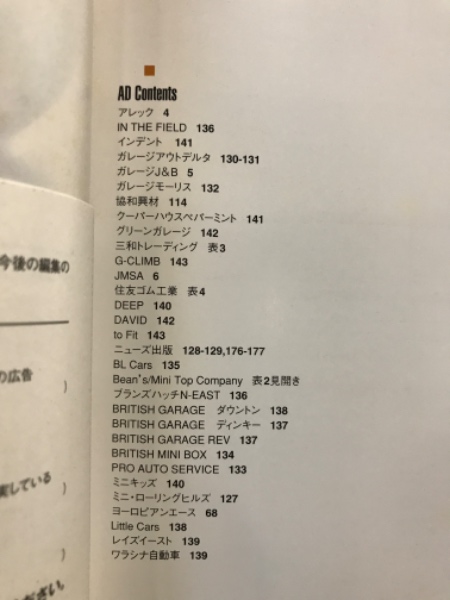 AD Contents
アレック 4
IN THE FIELD 136
インデント 141
ガレージアウトデルタ 130-131
ガレージJ&B 5
ガレージモーリス 132
協和興材 114
クーパーハウスペパーミント 141
グリーンガレージ 142
三和トレーディング 表3
G-CLIMB 143
JMSA 6
住友ゴム工業 表4
DEEP 140
DAVID 142
to Fit 143
ニューズ出版 128-129,176-177
BL Cars 135
Bean's/Mini Top Company 表2見開き
ブランズハッチN-EAST 136
BRITISH GARAGE ダウントン 138
BRITISH GARAGE ディンキー 137
BRITISH GARAGE REV 137
BRITISH MINI BOX 134
PRO AUTO SERVICE 133
ミニキッズ 140
ミニ・ローリングヒルズ 127
ヨーロピアンエース 68
Little Cars 138
レイズイースト 139
ワラシナ自動車 139
今後の編集の
の広告
)
)
)